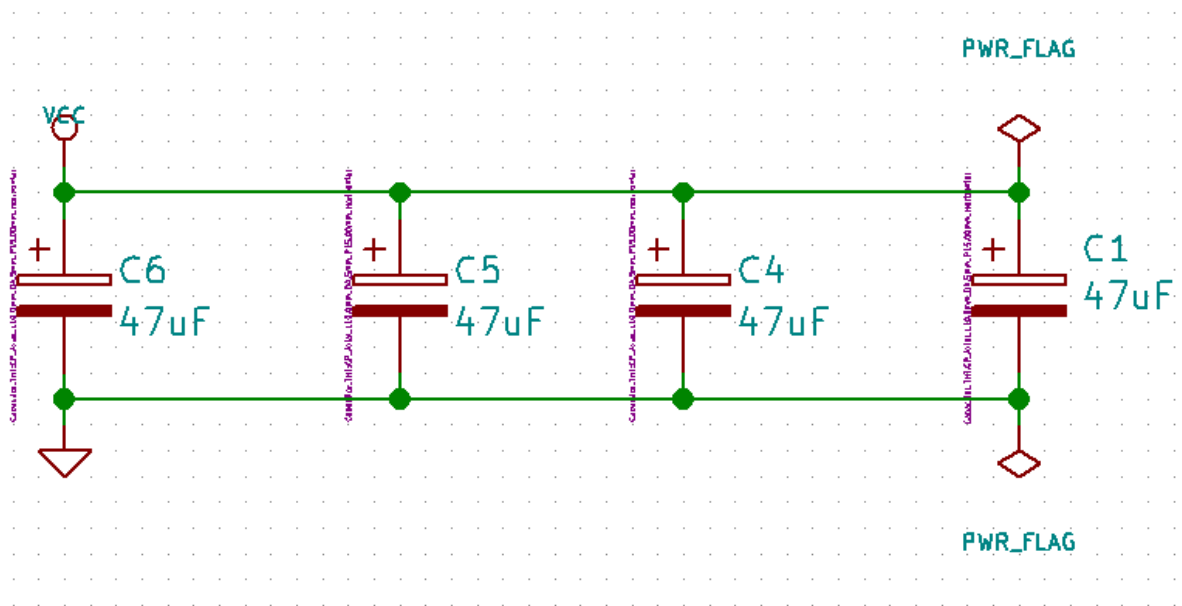 PWR_FLAG
VCC
+ C6
47uF
+ C5
47uF
+ C4
47uF
+ C1
47uF
PWR_FLAG